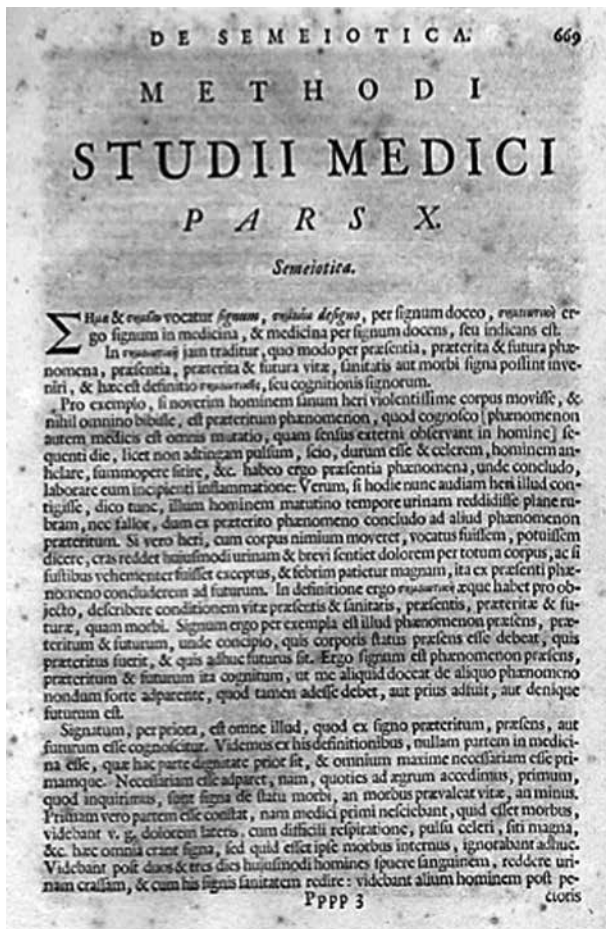 DE SEMEIOTICA. 669
METHODI
STUDII MEDICI
PARS X.
Semeiotica.
ΣΗμα & vocatur signum, designo, per signum doceo, er-
go signum in medicina, & medicina per signum docens, seu indicans est.
In jam traditur, quo modo per præsentia, præterita & futura phæ-
nomena, præsentia, præterita & futura vitæ, sanitatis aut morbi signa possint inve-
niri, & hæc est definitio seu cognitionis signorum.
Pro exemplo, si noverim hominem sanum heri violentissime corpus movisse, &
nihil omnino bibisse, est præteritum phænomenon, quod cognosco [phænomenon
autem medicis est omnis mutatio, quam sensus externi observant in homine] se-
quenti die, licet non adtingam pulsum, scio, durum esse & celerem, hominem an-
helare, summopere sitire, &c. habeo ergo præsentia phænomena, unde concludo,
laborare eum incipienti inflammatione: Verum, si hodie nunc audiam heri illud con-
tigisse, dico tunc, illum hominem matutino tempore urinam reddidisse plane ru-
bram, nec fallor, dum ex præterito phænomeno concludo ad aliud phænomenon
præteritum. Si vero heri, cum corpus nimium moveret, vocatus fuissem, potuissem
dicere, cras reddet hujusmodi urinam & brevi sentiet dolorem per totum corpus, ac si
fustibus vehementer fuisset exceptus, & febrim patietur magnam, ita ex præsenti phæ-
nomeno concluderem ad futurum. In definitione ergo æque habet pro ob-
jecto, describere conditionem vitæ præsentis & sanitatis, præsentis, præteritæ & fu-
turæ, quam morbi. Signum ergo per exempla est illud phænomenon præsens, præ-
teritum & futurum, unde concipio, quis corporis status præsens esse debeat, quis
præteritus fuerit, & quis adhuc futurus sit. Ergo signum est phænomenon præsens,
præteritum & futurum ita cognitum, ut me aliquid doceat de aliquo phænomeno
nondum forte adparente, quod tamen adesse debet, aut prius adfuit, aut denique
futurum est.
Signatum, per priora, est omne illud, quod ex signo præteritum, præsens, aut
futurum esse cognoscitur. Videmus ex his definitionibus, nullam partem in medici-
na esse, quæ hac parte dignitate prior sit, & omnium maxime necessariam esse pri-
mamque. Necessariam esse adparet, nam, quoties ad ægrum accedimus, primum,
quod inquirimus, sunt signa de statu morbi, an morbus prævaleat vitæ, an minus.
Primam vero partem esse constat, nam medici primi nesciebant, quid esset morbus,
videbant v. g. dolorem lateris, cum difficili respiratione, pulsu celeri, siti magna,
&c. hæc omnia erant signa, sed quid esset ipse morbus internus, ignorabant adhuc.
Videbant post duos & tres dies hujusmodi homines spuere sanguinem, reddere uri-
nam crassam, & cum his signis sanitatem redire: videbant alium hominem post pe-
Pppp 3 ctoris